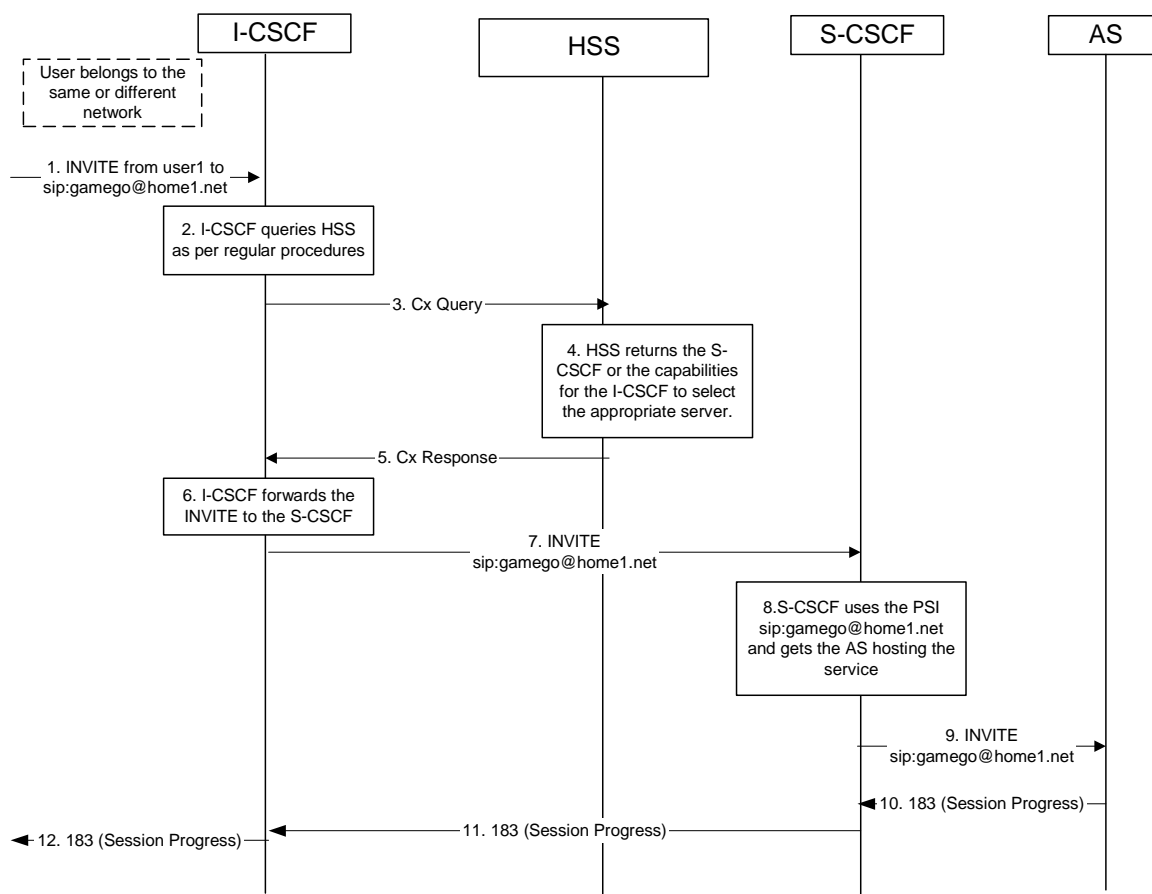 I-CSCF
HSS
S-CSCF
AS
User belongs to the
same or different
network
1. INVITE from user1 to
sip:gamego@home1.net
2. I-CSCF queries HSS
as per regular procedures
3. Cx Query
4. HSS returns the S-
CSCF or the capabilities
for the I-CSCF to select
the appropriate server.
5. Cx Response
6. I-CSCF forwards the
INVITE to the S-CSCF
7. INVITE
sip:gamego@home1.net
8.S-CSCF uses the PSI
sip:gamego@home1.net
and gets the AS hosting the
service
9. INVITE
sip:gamego@home1.net
10. 183 (Session Progress)
11. 183 (Session Progress)
12. 183 (Session Progress)